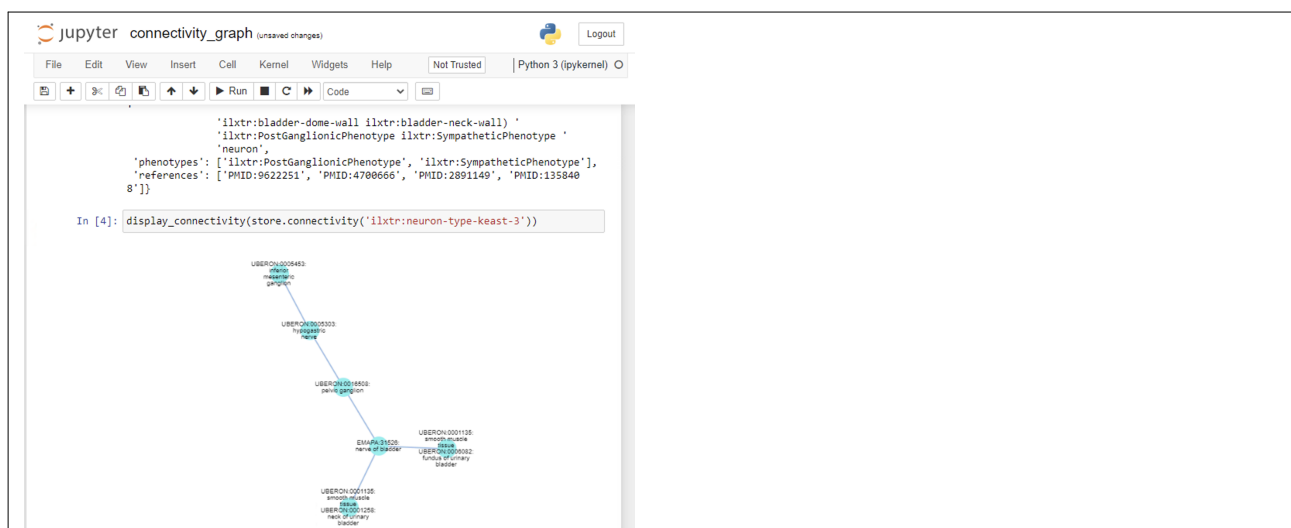 jupyter connectivity_graph (unsaved changes)
Logout
File Edit View Insert Cell Kernel Widgets Help Not Trusted Python 3 (ipykernel)
Run Code
'ilxtr:bladder-dome-wall ilxtr:bladder-neck-wall) '
'ilxtr:PostGanglionicPhenotype ilxtr:SympatheticPhenotype '
'neuron',
'phenotypes': ['ilxtr:PostGanglionicPhenotype', 'ilxtr:SympatheticPhenotype'],
'references': ['PMID:9622251', 'PMID:4700666', 'PMID:2891149', 'PMID:135840
8']}
In [4]: display_connectivity(store.connectivity('ilxtr:neuron-type-keast-3'))
UBERON:0005453:
inferior
mesenteric
ganglion
UBERON:0005303:
hypogastric
nerve
UBERON:0016508:
pelvic ganglion
EMAPA:31526:
nerve of bladder
UBERON:0001135:
smooth muscle
tissue
UBERON:0006082:
fundus of urinary
bladder
UBERON:0001135:
smooth muscle
tissue
UBERON:0001258:
neck of urinary
bladder